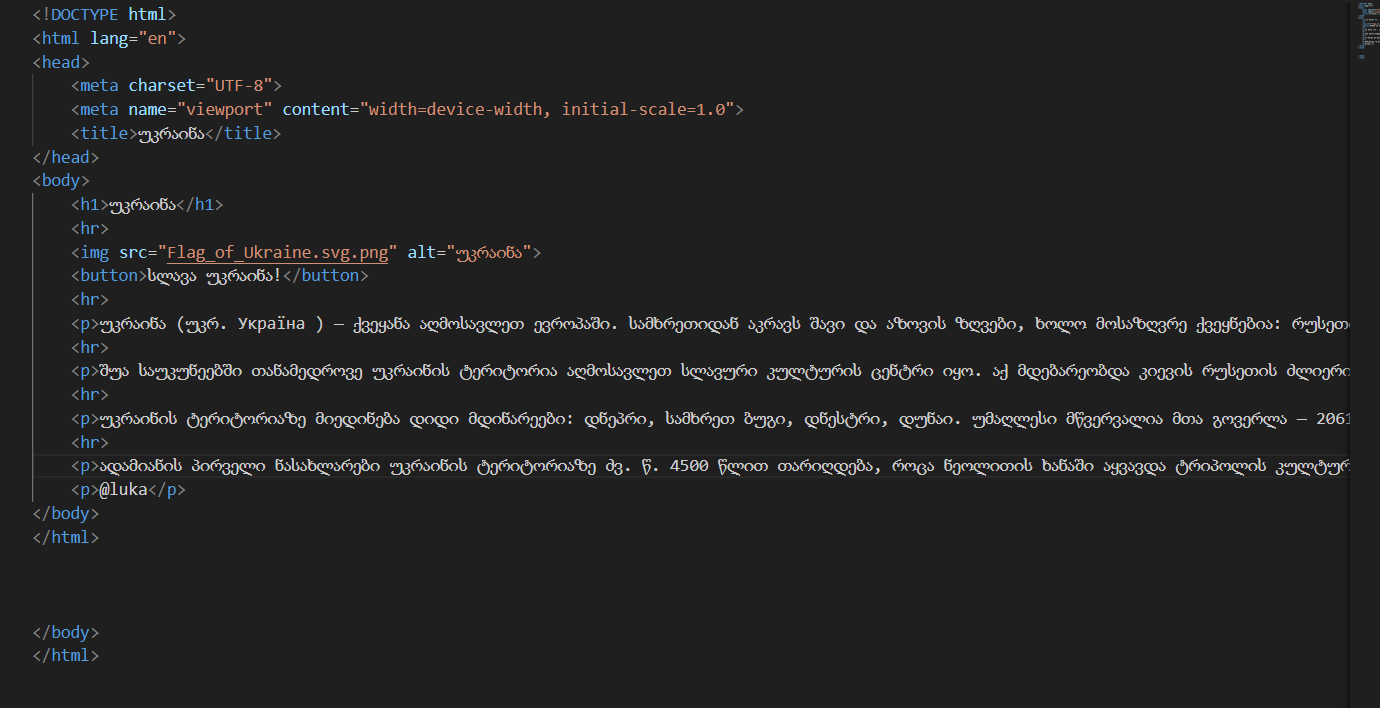 <!DOCTYPE html>
<html lang="en">
<head>
<meta charset="UTF-8">
<meta name="viewport" content="width=device-width, initial-scale=1.0">
<title>უკრაინა</title>
</head>
<body>
<h1>უკრაინა</h1>
<hr>
<img src="Flag_of_Ukraine.svg.png" alt="უკრაინა">
<button>სლავა უკრაინა!</button>
<hr>
<p>უკრაინა (უკრ. Україна ) — ქვეყანა აღმოსავლეთ ევროპაში. სამხრეთიდან აკრავს შავი და აზოვის ზღვები, ხოლო მოსაზღვრე ქვეყნებია: რუსეთ
<hr>
<p>შუა საუკუნეებში თანამედროვე უკრაინის ტერიტორია აღმოსავლეთ სლავური კულტურის ცენტრი იყო. აქ მდებარეობდა კიევის რუსეთის ძლიერი
<hr>
<p>უკრაინის ტერიტორიაზე მიედინება დიდი მდინარეები: დნეპრი, სამხრეთ ბუგი, დნესტრი, დუნაი. უმაღლესი მწვერვალია მთა გოვერლა — 2061
<hr>
<p>ადამიანის პირველი ნასახლარები უკრაინის ტერიტორიაზე ძვ. წ. 4500 წლით თარიღდება, როცა ნეოლითის ხანაში აყვავდა ტრიპოლის კულტურ
<p>@luka</p>
</body>
</html>
</body>
</html>